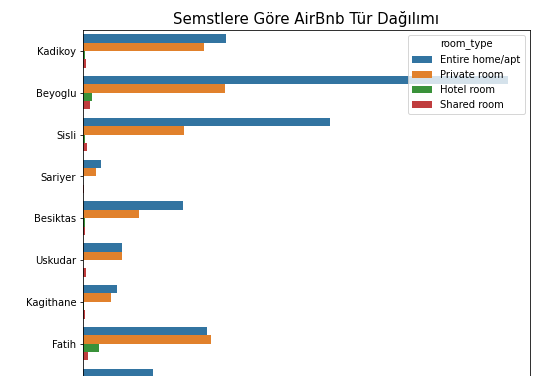 Semstlere Göre AirBnb Tür Dağılımı
room_type
Entire home/apt
Private room
Hotel room
Shared room
Kadikoy
Beyoglu
Sisli
Sariyer
Besiktas
Uskudar
Kagithane
Fatih